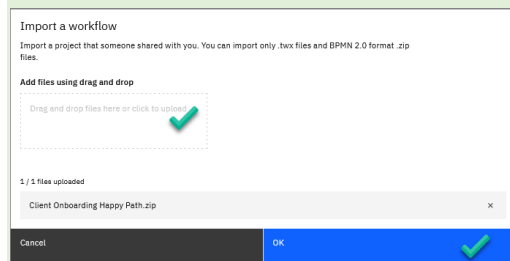 Import a workflow
Import a project that someone shared with you. You can import only .twx files and BPMN 2.0 format .zip
files.
Add files using drag and drop
Drag and drop files here or click to upload
1 / 1 files uploaded
Client Onboarding Happy Path.zip ×
Cancel OK